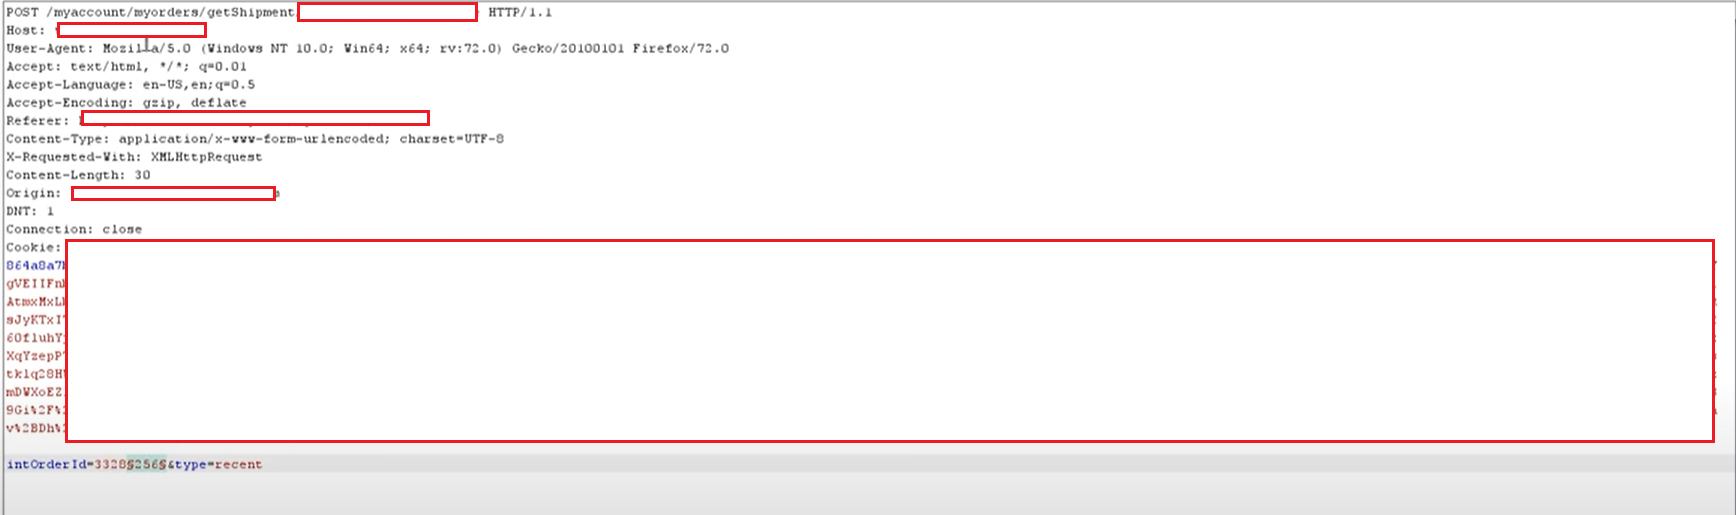 POST /myaccount/myorders/getShipment HTTP/1.1
Host:
User-Agent: Mozilla/5.0 (Windows NT 10.0; Win64; x64; rv:72.0) Gecko/20100101 Firefox/72.0
Accept: text/html, */*; q=0.01
Accept-Language: en-US,en;q=0.5
Accept-Encoding: gzip, deflate
Referer:
Content-Type: application/x-www-form-urlencoded; charset=UTF-8
X-Requested-With: XMLHttpRequest
Content-Length: 30
Origin:
DNT: 1
Connection: close
Cookie:
864a8a7
gVEIIFn
AtmxMxL
sJyKTxI
60fluhY
XqYzepP
tklq28H
mDWXoEZ
9Gi%2F%
v%2BDh%
intOrderId=3328§256§&type=recent